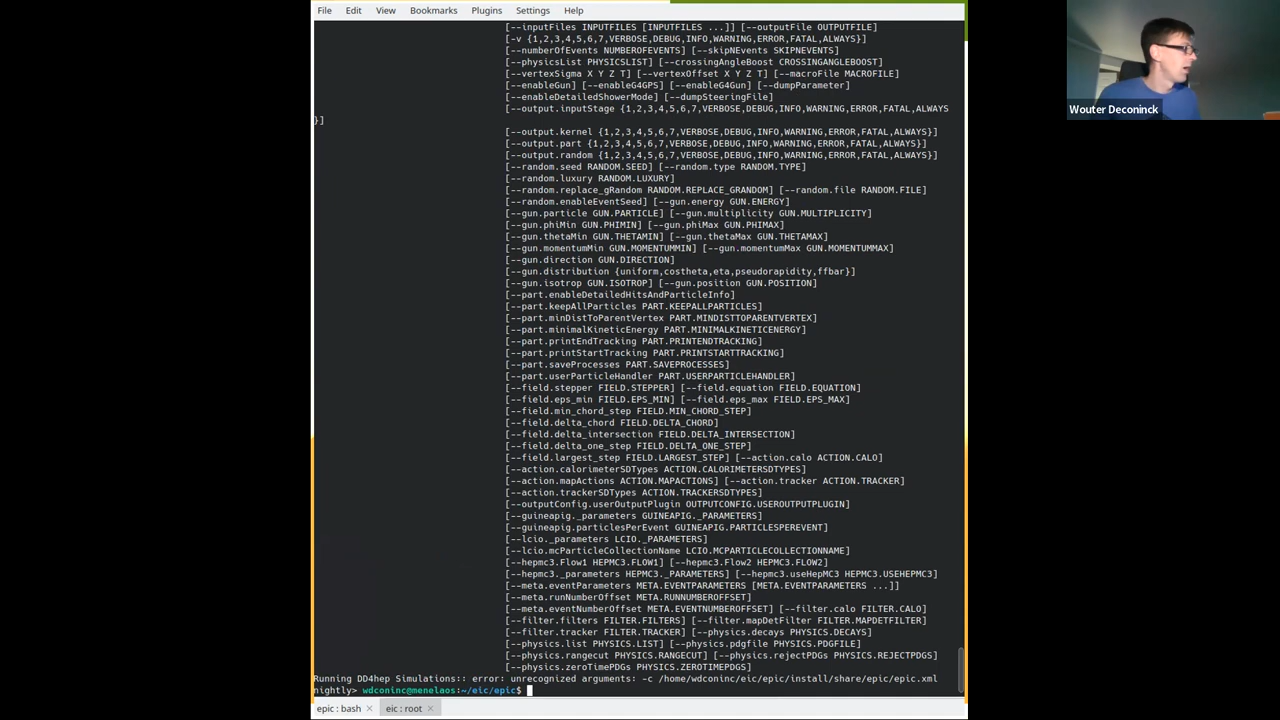 File Edit View Bookmarks Plugins Settings Help
[--inputFiles INPUTFILES [INPUTFILES ...]] [--outputFile OUTPUTFILE]
[-v {1,2,3,4,5,6,7,VERBOSE,DEBUG,INFO,WARNING,ERROR,FATAL,ALWAYS}]
[--numberOfEvents NUMBEROFEVENTS] [--skipNEvents SKIPNEVENTS]
[--physicsList PHYSICSLIST] [--crossingAngleBoost CROSSINGANGLEBOOST]
[--vertexSigma X Y Z T] [--vertexOffset X Y Z T] [--macroFile MACROFILE]
[--enableGun] [--enableG4GPS] [--enableG4Gun] [--dumpParameter]
[--enableDetailedShowerMode] [--dumpSteeringFile]
[--output.inputStage {1,2,3,4,5,6,7,VERBOSE,DEBUG,INFO,WARNING,ERROR,FATAL,ALWAYS
}]
[--output.kernel {1,2,3,4,5,6,7,VERBOSE,DEBUG,INFO,WARNING,ERROR,FATAL,ALWAYS}]
[--output.part {1,2,3,4,5,6,7,VERBOSE,DEBUG,INFO,WARNING,ERROR,FATAL,ALWAYS}]
[--output.random {1,2,3,4,5,6,7,VERBOSE,DEBUG,INFO,WARNING,ERROR,FATAL,ALWAYS}]
[--random.seed RANDOM.SEED] [--random.type RANDOM.TYPE]
[--random.luxury RANDOM.LUXURY]
[--random.replace_gRandom RANDOM.REPLACE_GRANDOM] [--random.file RANDOM.FILE]
[--random.enableEventSeed] [--gun.energy GUN.ENERGY]
[--gun.particle GUN.PARTICLE] [--gun.multiplicity GUN.MULTIPLICITY]
[--gun.phiMin GUN.PHIMIN] [--gun.phiMax GUN.PHIMAX]
[--gun.thetaMin GUN.THETAMIN] [--gun.thetaMax GUN.THETAMAX]
[--gun.momentumMin GUN.MOMENTUMMIN] [--gun.momentumMax GUN.MOMENTUMMAX]
[--gun.direction GUN.DIRECTION]
[--gun.distribution {uniform,costheta,eta,pseudorapidity,ffbar}]
[--gun.isotrop GUN.ISOTROP] [--gun.position GUN.POSITION]
[--part.enableDetailedHitsAndParticleInfo]
[--part.keepAllParticles PART.KEEPALLPARTICLES]
[--part.minDistToParentVertex PART.MINDISTTOPARENTVERTEX]
[--part.minimalKineticEnergy PART.MINIMALKINETICENERGY]
[--part.printEndTracking PART.PRINTENDTRACKING]
[--part.printStartTracking PART.PRINTSTARTTRACKING]
[--part.saveProcesses PART.SAVEPROCESSES]
[--part.userParticleHandler PART.USERPARTICLEHANDLER]
[--field.stepper FIELD.STEPPER] [--field.equation FIELD.EQUATION]
[--field.eps_min FIELD.EPS_MIN] [--field.eps_max FIELD.EPS_MAX]
[--field.min_chord_step FIELD.MIN_CHORD_STEP]
[--field.delta_chord FIELD.DELTA_CHORD]
[--field.delta_intersection FIELD.DELTA_INTERSECTION]
[--field.delta_one_step FIELD.DELTA_ONE_STEP]
[--field.largest_step FIELD.LARGEST_STEP] [--action.calo ACTION.CALO]
[--action.calorimeterSDTypes ACTION.CALORIMETERSDTYPES]
[--action.mapActions ACTION.MAPACTIONS] [--action.tracker ACTION.TRACKER]
[--action.trackerSDTypes ACTION.TRACKERSDTYPES]
[--outputConfig.userOutputPlugin OUTPUTCONFIG.USEROUTPUTPLUGIN]
[--guineapig._parameters GUINEAPIG._PARAMETERS]
[--guineapig.particlesPerEvent GUINEAPIG.PARTICLESPEREVENT]
[--lcio._parameters LCIO._PARAMETERS]
[--lcio.mcParticleCollectionName LCIO.MCPARTICLECOLLECTIONNAME]
[--hepmc3.Flow1 HEPMC3.FLOW1] [--hepmc3.Flow2 HEPMC3.FLOW2]
[--hepmc3._parameters HEPMC3._PARAMETERS] [--hepmc3.useHepMC3 HEPMC3.USEHEPMC3]
[--meta.eventParameters META.EVENTPARAMETERS [META.EVENTPARAMETERS ...]]
[--meta.runNumberOffset META.RUNNUMBEROFFSET]
[--meta.eventNumberOffset META.EVENTNUMBEROFFSET] [--filter.calo FILTER.CALO]
[--filter.filters FILTER.FILTERS] [--filter.mapDetFilter FILTER.MAPDETFILTER]
[--filter.tracker FILTER.TRACKER] [--physics.decays PHYSICS.DECAYS]
[--physics.list PHYSICS.LIST] [--physics.pdgfile PHYSICS.PDGFILE]
[--physics.rangecut PHYSICS.RANGECUT] [--physics.rejectPDGs PHYSICS.REJECTPDGS]
[--physics.zeroTimePDGs PHYSICS.ZEROTIMEPDGS]
Running DD4hep Simulations:: error: unrecognized arguments: -c /home/wdconinc/eic/epic/install/share/epic/epic.xml
nightly> wdconinc@menelaos:~/eic/epic$
epic : bash eic : root
Wouter Deconinck